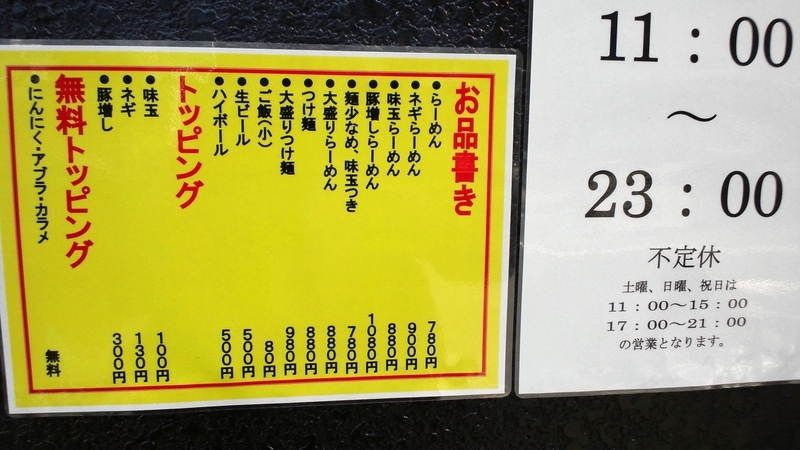 お品書き
●らーめん 780円
●ネギらーめん 900円
●味玉らーめん 880円
●豚増しらーめん 1080円
●麺少なめ、味玉つき 780円
●大盛りらーめん 880円
●つけ麺 880円
●大盛りつけ麺 980円
●ご飯(小) 80円
●生ビール 500円
●ハイボール 500円
トッピング
●味玉 100円
●ネギ 130円
●豚増し 300円
無料トッピング
●にんにく・アブラ・カラメ 無料
11:00
～
23:00
不定休
土曜、日曜、祝日は
11:00～15:00
17:00～21:00
の営業となります。